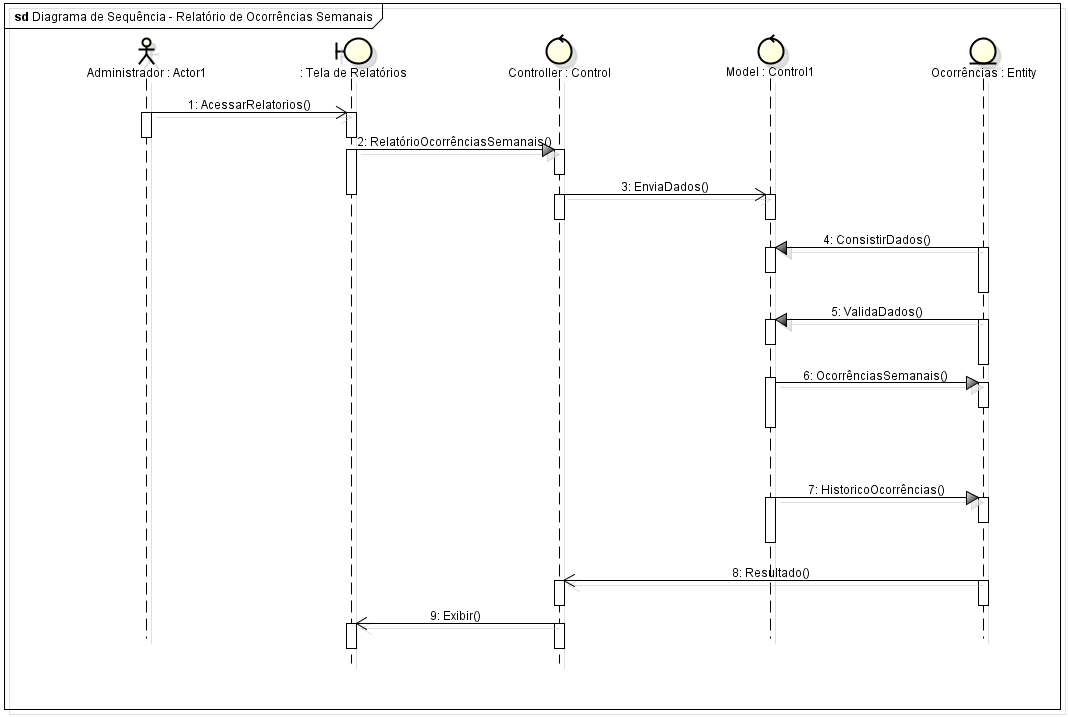 sd Diagrama de Sequência - Relatório de Ocorrências Semanais
Administrador : Actor1
: Tela de Relatórios
Controller : Control
Model : Control1
Ocorrências : Entity
1: AcessarRelatorios()
2: RelatórioOcorrênciasSemanais()
3: EnviaDados()
4: ConsistirDados()
5: ValidaDados()
6: OcorrênciasSemanais()
7: HistoricoOcorrências()
8: Resultado()
9: Exibir()